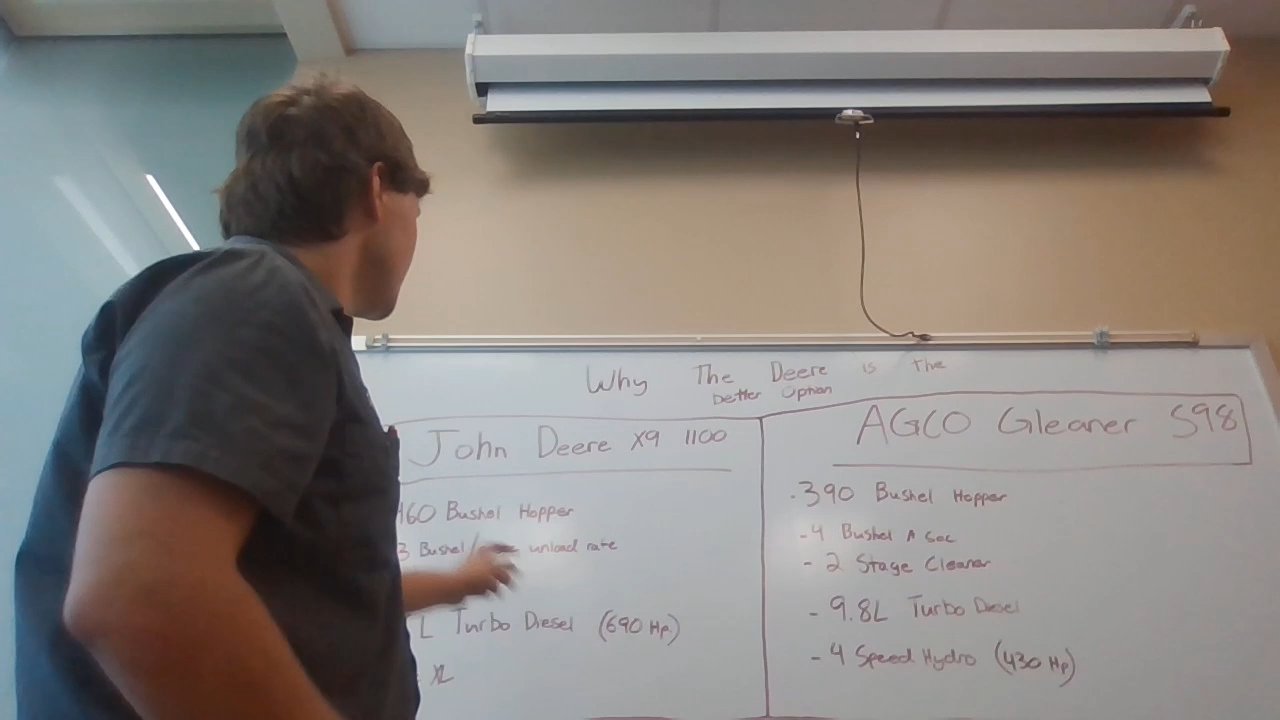 Why The Deere is the
better Option
John Deere X9 1100
460 Bushel Hopper
3 Bushel/ unload rate
L Turbo Diesel (690 Hp.)
XL
AGCO Gleaner S98
.390 Bushel Hopper
-4 Bushel A Sec
- 2 Stage Cleaner
- 9.8L Turbo Diesel
- 4 Speed Hydro (430 Hp)